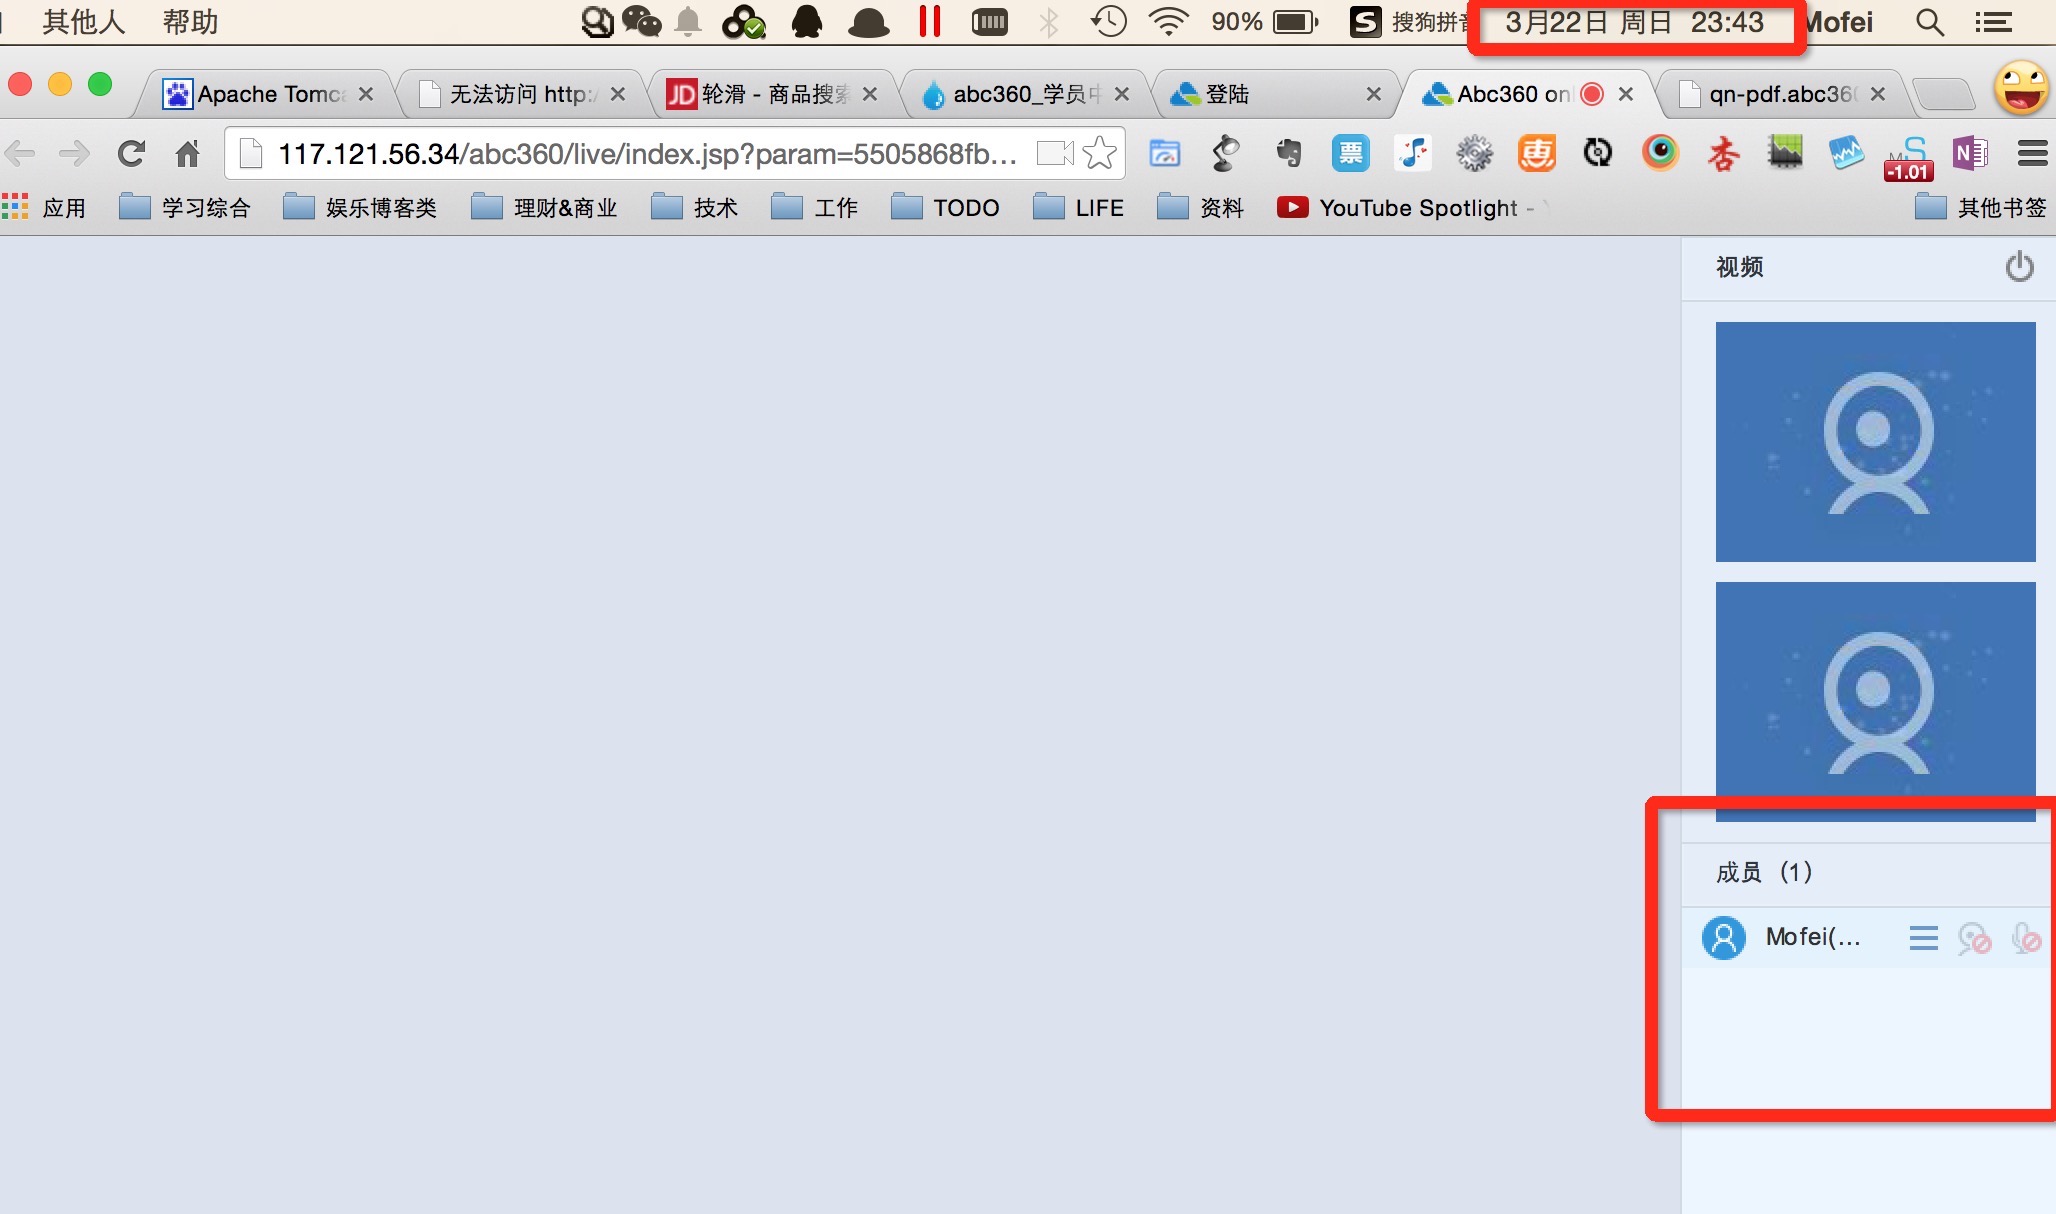 其他人 帮助 90% 搜狗拼音 3月22日 周日 23:43 Mofei
Apache Tomc 无法访问 http:/ JD 轮滑 - 商品搜索 abc360_学员中 登陆 Abc360 on qn-pdf.abc360
117.121.56.34/abc360/live/index.jsp?param=5505868fb... 票 惠 杏 M S -1.01 N
应用 学习综合 娱乐博客类 理财&商业 技术 工作 TODO LIFE 资料 YouTube Spotlight - 其他书签
视频
成员 (1)
Mofei(...